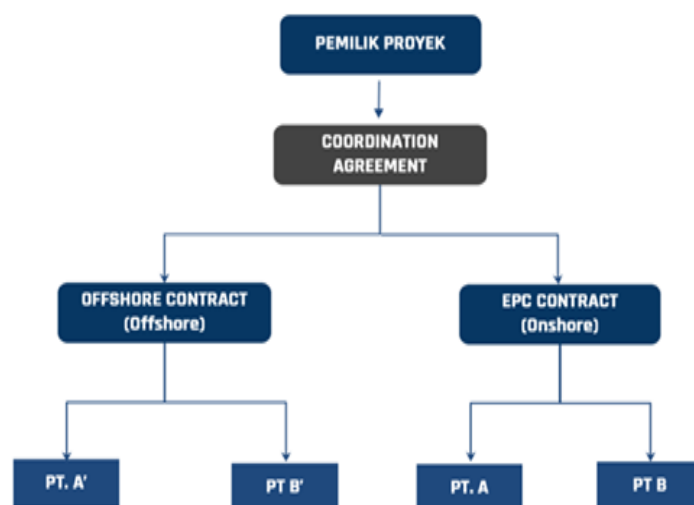 PEMILIK PROYEK
COORDINATION
AGREEMENT
OFFSHORE CONTRACT
(Offshore)
EPC CONTRACT
(Onshore)
PT. A'
PT B'
PT. A
PT B